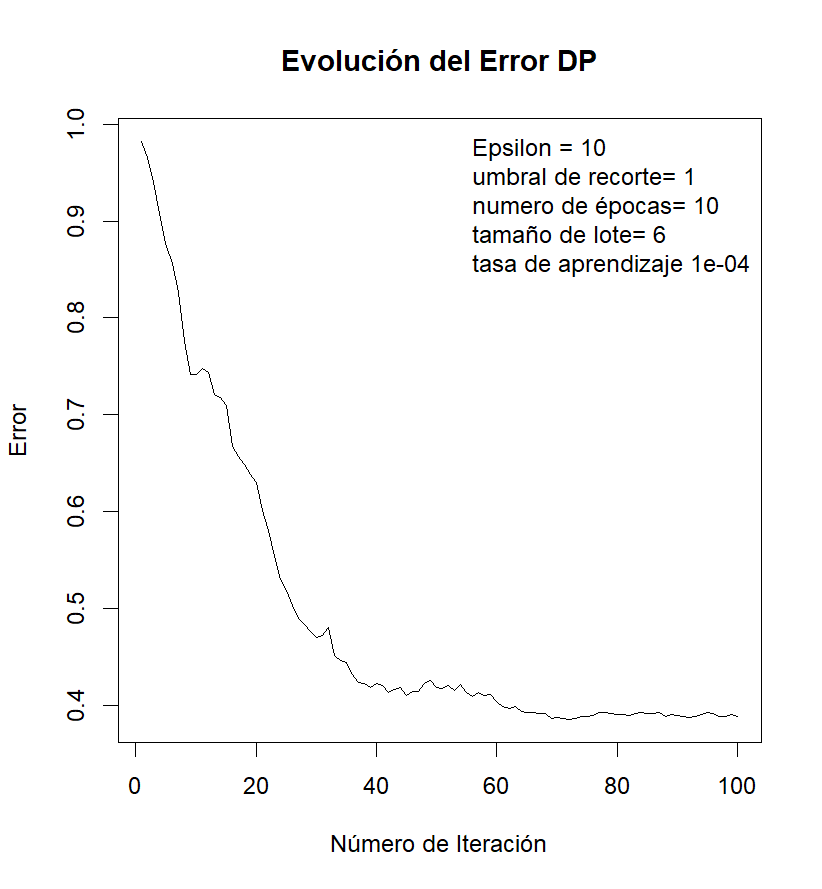 Evolución del Error DP
Epsilon = 10
umbral de recorte= 1
numero de épocas= 10
tamaño de lote= 6
tasa de aprendizaje 1e-04
Error
1.0
0.9
0.8
0.7
0.6
0.5
0.4
0 20 40 60 80 100
Número de Iteración